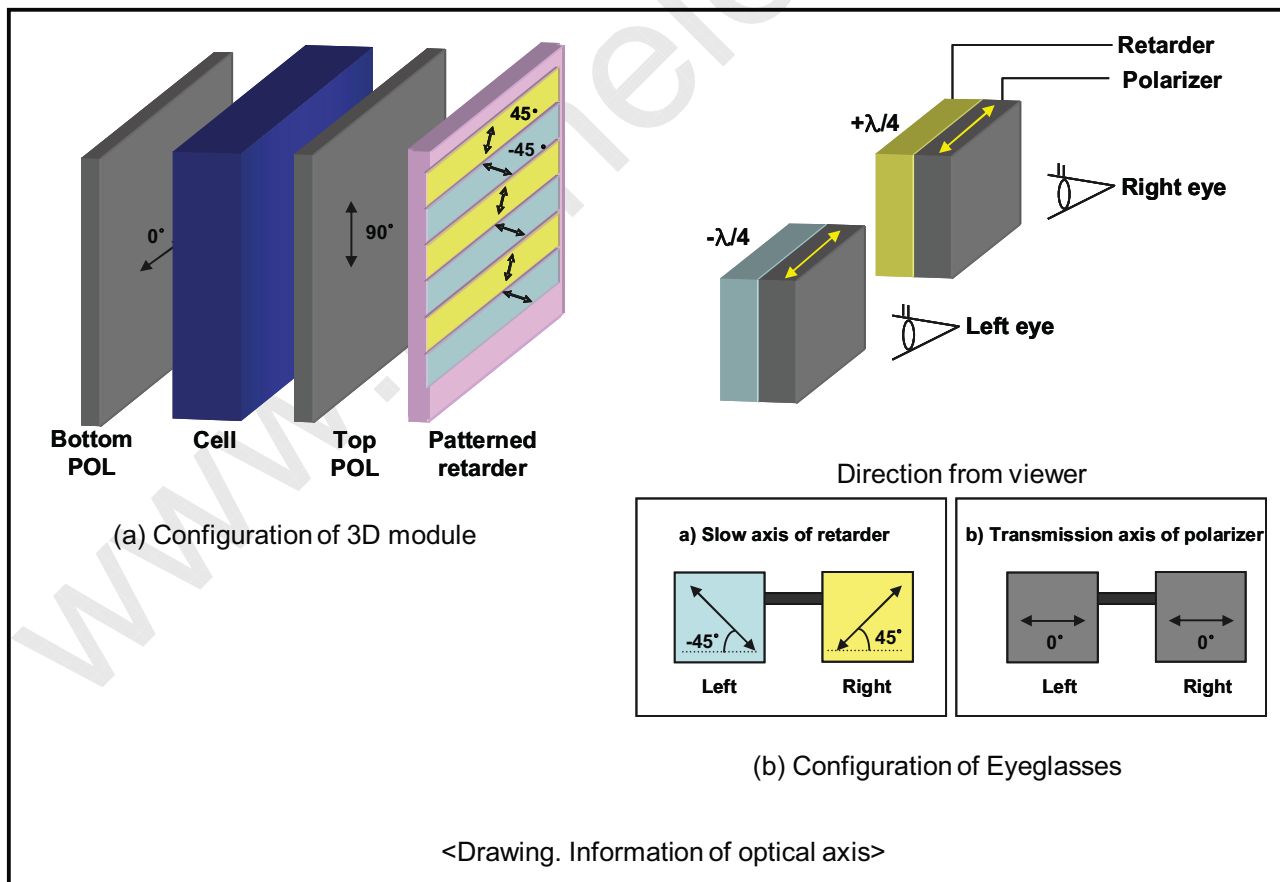 Retarder
Polarizer
+λ/4
Right eye
-λ/4
Left eye
45°
-45°
0°
90°
Bottom
POL
Cell
Top
POL
Patterned
retarder
(a) Configuration of 3D module
Direction from viewer
a) Slow axis of retarder
-45°
45°
Left
Right
b) Transmission axis of polarizer
0°
0°
Left
Right
(b) Configuration of Eyeglasses
<Drawing. Information of optical axis>
www.